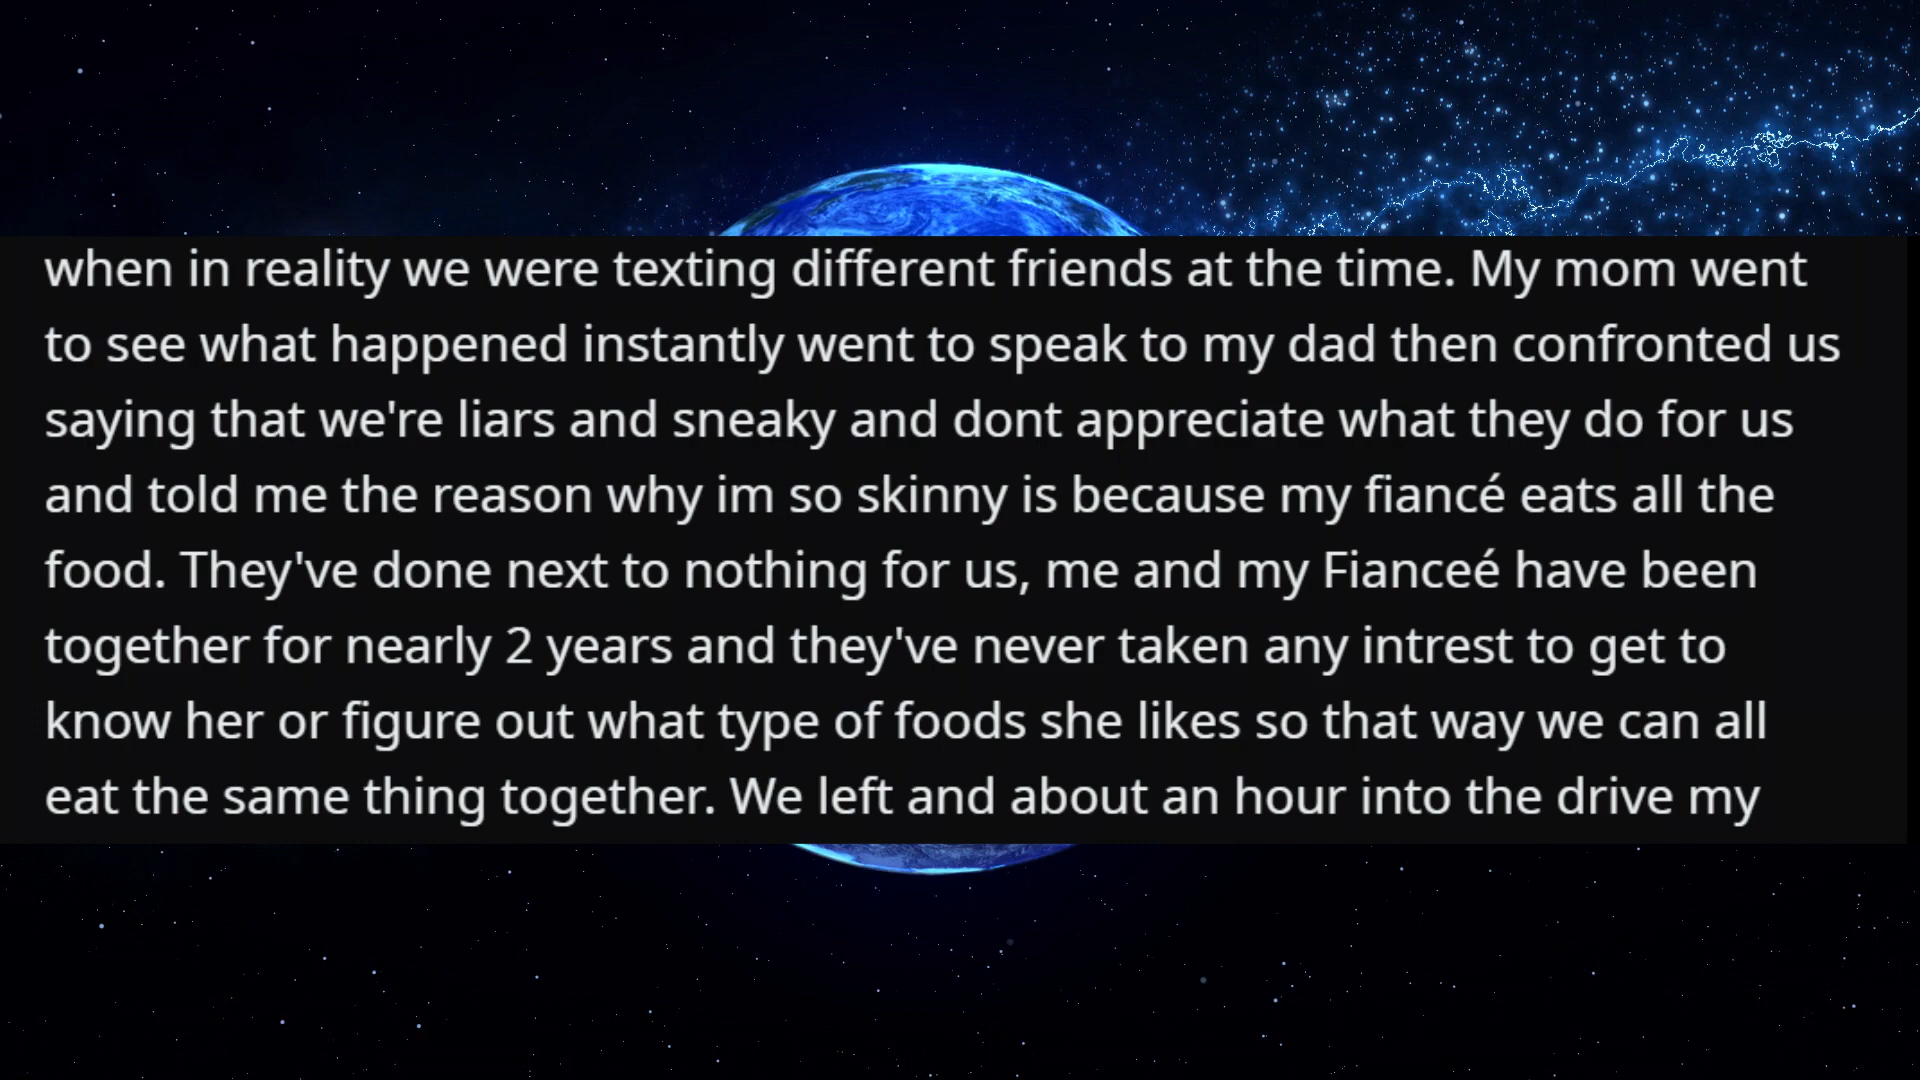 when in reality we were texting different friends at the time. My mom went
to see what happened instantly went to speak to my dad then confronted us
saying that we're liars and sneaky and dont appreciate what they do for us
and told me the reason why im so skinny is because my fiancé eats all the
food. They've done next to nothing for us, me and my Fianceé have been
together for nearly 2 years and they've never taken any intrest to get to
know her or figure out what type of foods she likes so that way we can all
eat the same thing together. We left and about an hour into the drive my